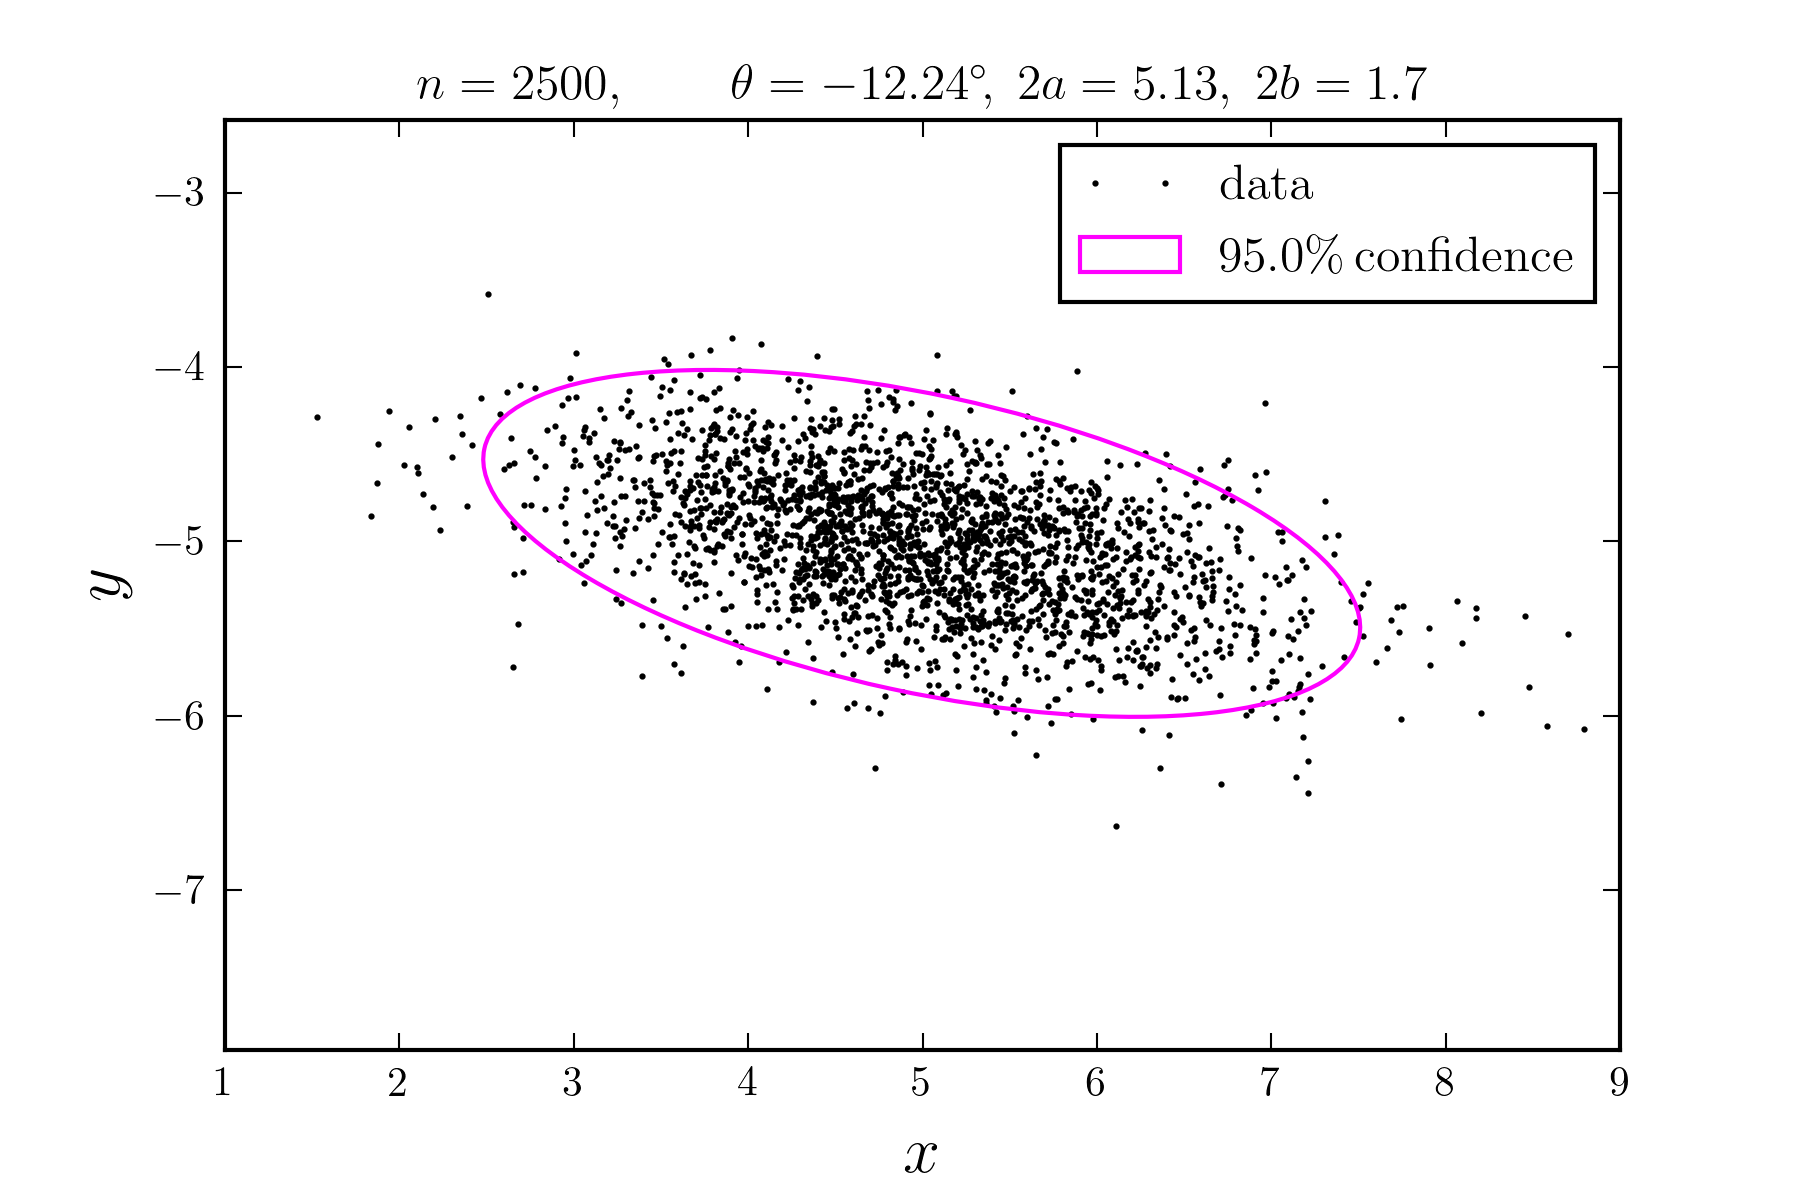 n = 2500, θ = −12.24°, 2a = 5.13, 2b = 1.7
data
95.0% confidence
−3
−4
−5
−6
−7
y
1 2 3 4 5 6 7 8 9
x